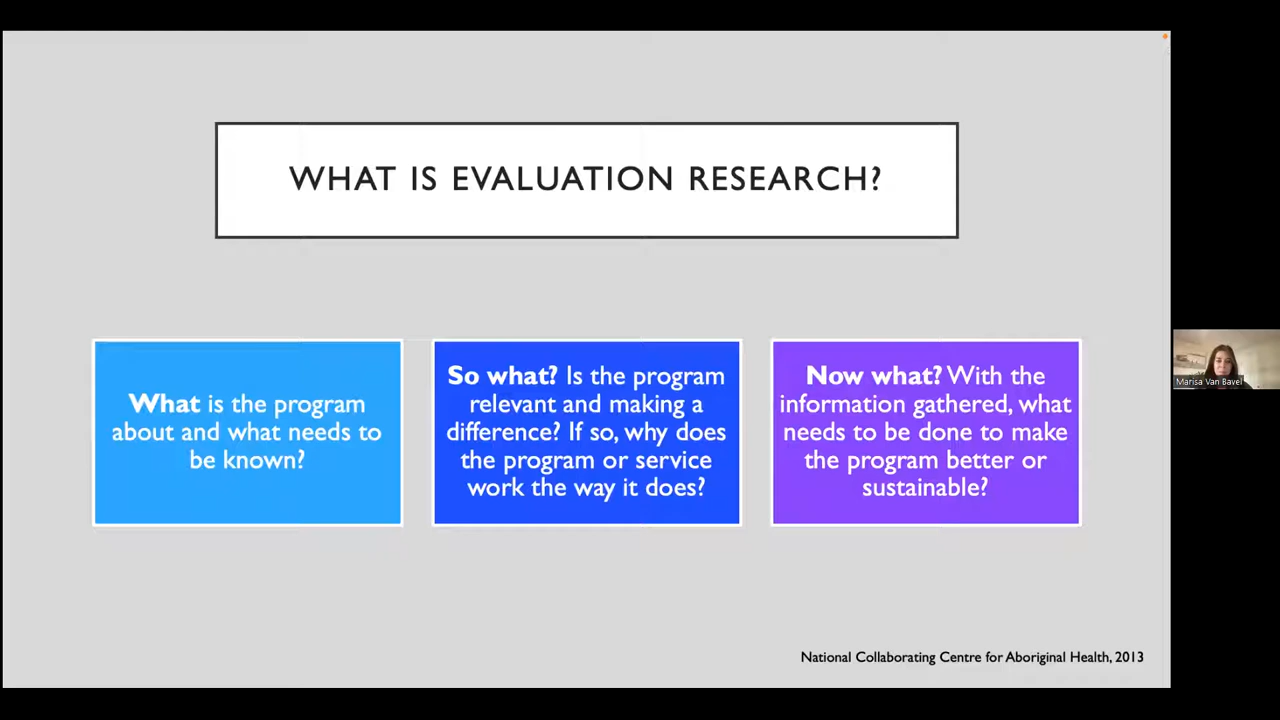 WHAT IS EVALUATION RESEARCH?
What is the program
about and what needs to
be known?
So what? Is the program
relevant and making a
difference? If so, why does
the program or service
work the way it does?
Now what? With the
information gathered, what
needs to be done to make
the program better or
sustainable?
National Collaborating Centre for Aboriginal Health, 2013
Marisa Van Bavel